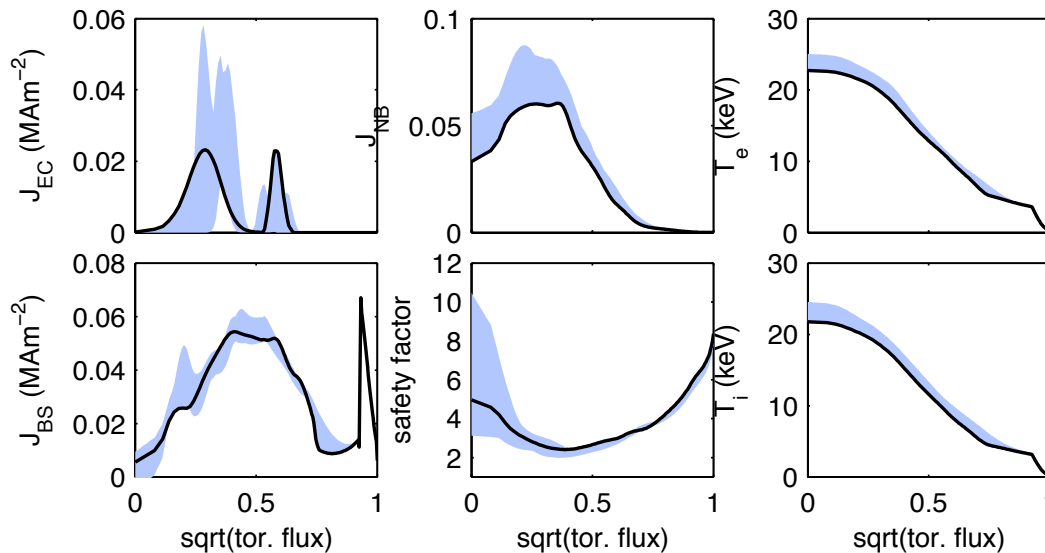 0.06
0.04
0.02
0
J_EC (MAm^−2)
0.1
0.05
0
J_NB
30
20
10
0
T_e (keV)
0.08
0.06
0.04
0.02
0
J_BS (MAm^−2)
0 0.5 1
sqrt(tor. flux)
12
10
8
6
4
2
safety factor
0 0.5 1
sqrt(tor. flux)
30
20
10
0
T_i (keV)
0 0.5 1
sqrt(tor. flux)